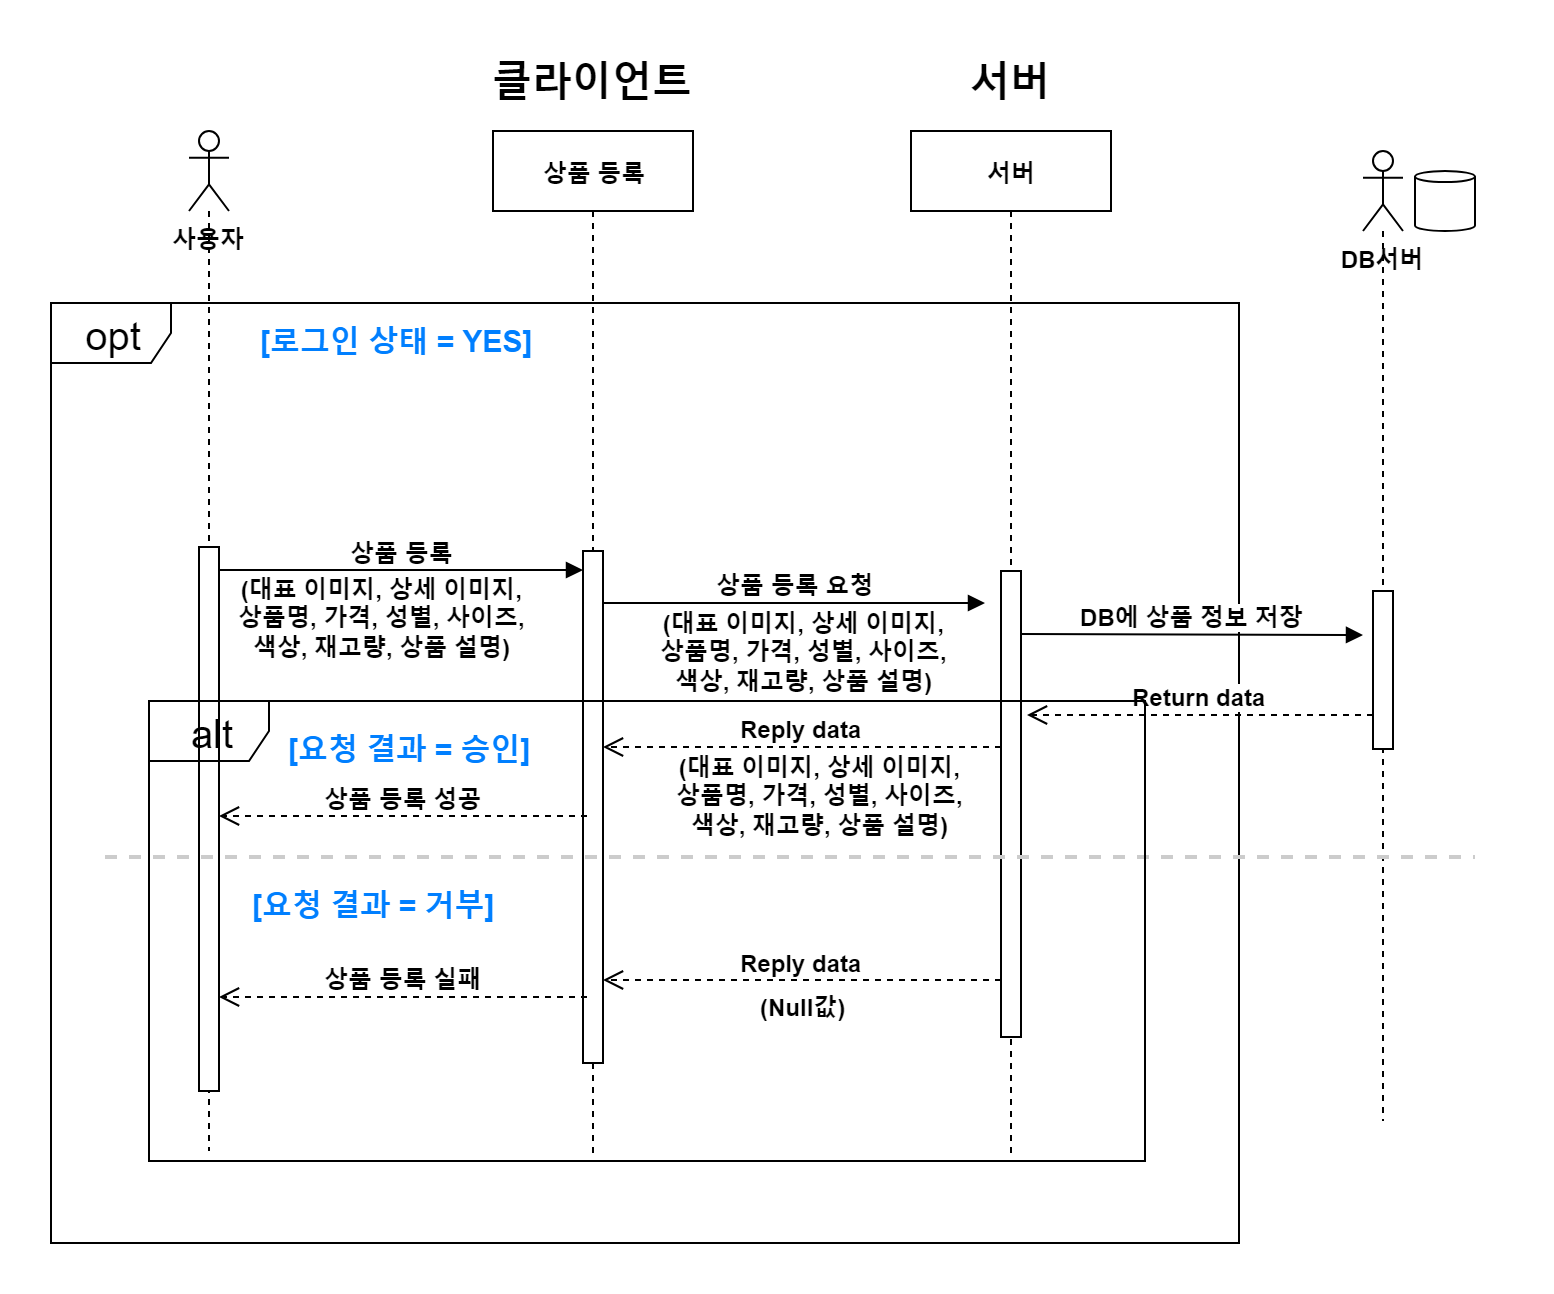 클라이언트
서버
상품 등록
서버
사용자
DB서버
opt
[로그인 상태 = YES]
상품 등록
(대표 이미지, 상세 이미지,
상품명, 가격, 성별, 사이즈,
색상, 재고량, 상품 설명)
상품 등록 요청
(대표 이미지, 상세 이미지,
상품명, 가격, 성별, 사이즈,
색상, 재고량, 상품 설명)
DB에 상품 정보 저장
Return data
alt
[요청 결과 = 승인]
Reply data
(대표 이미지, 상세 이미지,
상품명, 가격, 성별, 사이즈,
색상, 재고량, 상품 설명)
상품 등록 성공
[요청 결과 = 거부]
Reply data
(Null값)
상품 등록 실패